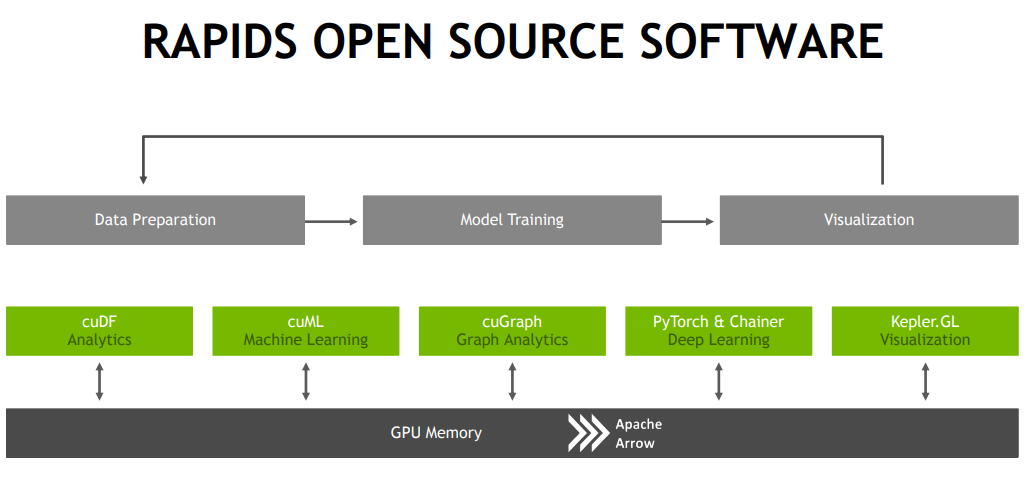 RAPIDS OPEN SOURCE SOFTWARE
Data Preparation
Model Training
Visualization
cuDF
Analytics
cuML
Machine Learning
cuGraph
Graph Analytics
PyTorch & Chainer
Deep Learning
Kepler.GL
Visualization
GPU Memory
Apache
Arrow